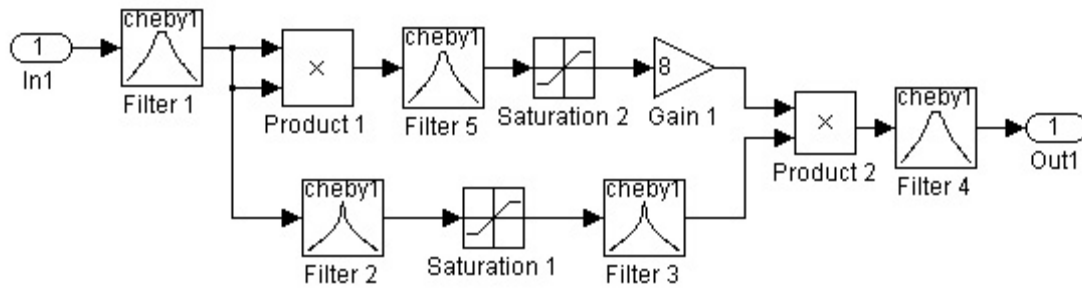 cheby1
cheby1
cheby1
1
8
In1
Filter 1
Product 1
Filter 5
Saturation 2
Gain 1
×
×
cheby1
1
Out1
Product 2
Filter 4
cheby1
cheby1
Filter 2
Saturation 1
Filter 3